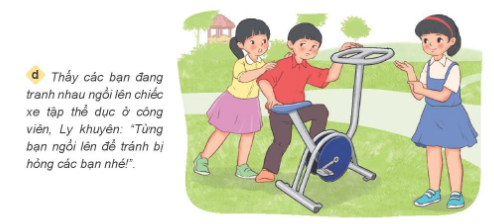 d Thấy các bạn đang
tranh nhau ngồi lên chiếc
xe tập thể dục ở công
viên, Ly khuyên: “Từng
bạn ngồi lên để tránh bị
hỏng các bạn nhé!”.